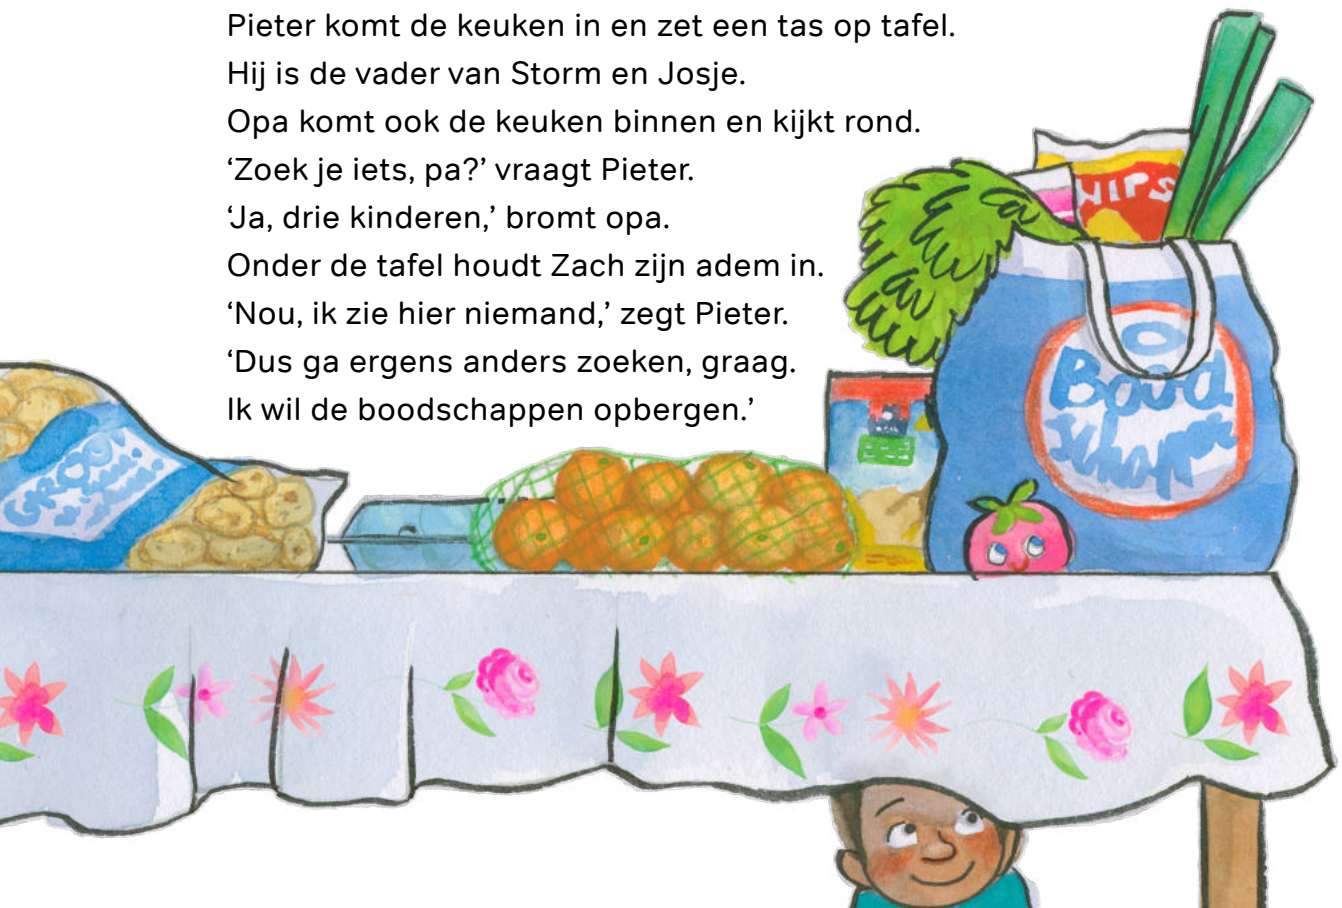 Pieter komt de keuken in en zet een tas op tafel.
Hij is de vader van Storm en Josje.
Opa komt ook de keuken binnen en kijkt rond.
‘Zoek je iets, pa?’ vraagt Pieter.
‘Ja, drie kinderen,’ bromt opa.
Onder de tafel houdt Zach zijn adem in.
‘Nou, ik zie hier niemand,’ zegt Pieter.
‘Dus ga ergens anders zoeken, graag.
Ik wil de boodschappen opbergen.’
HIPS
Bood